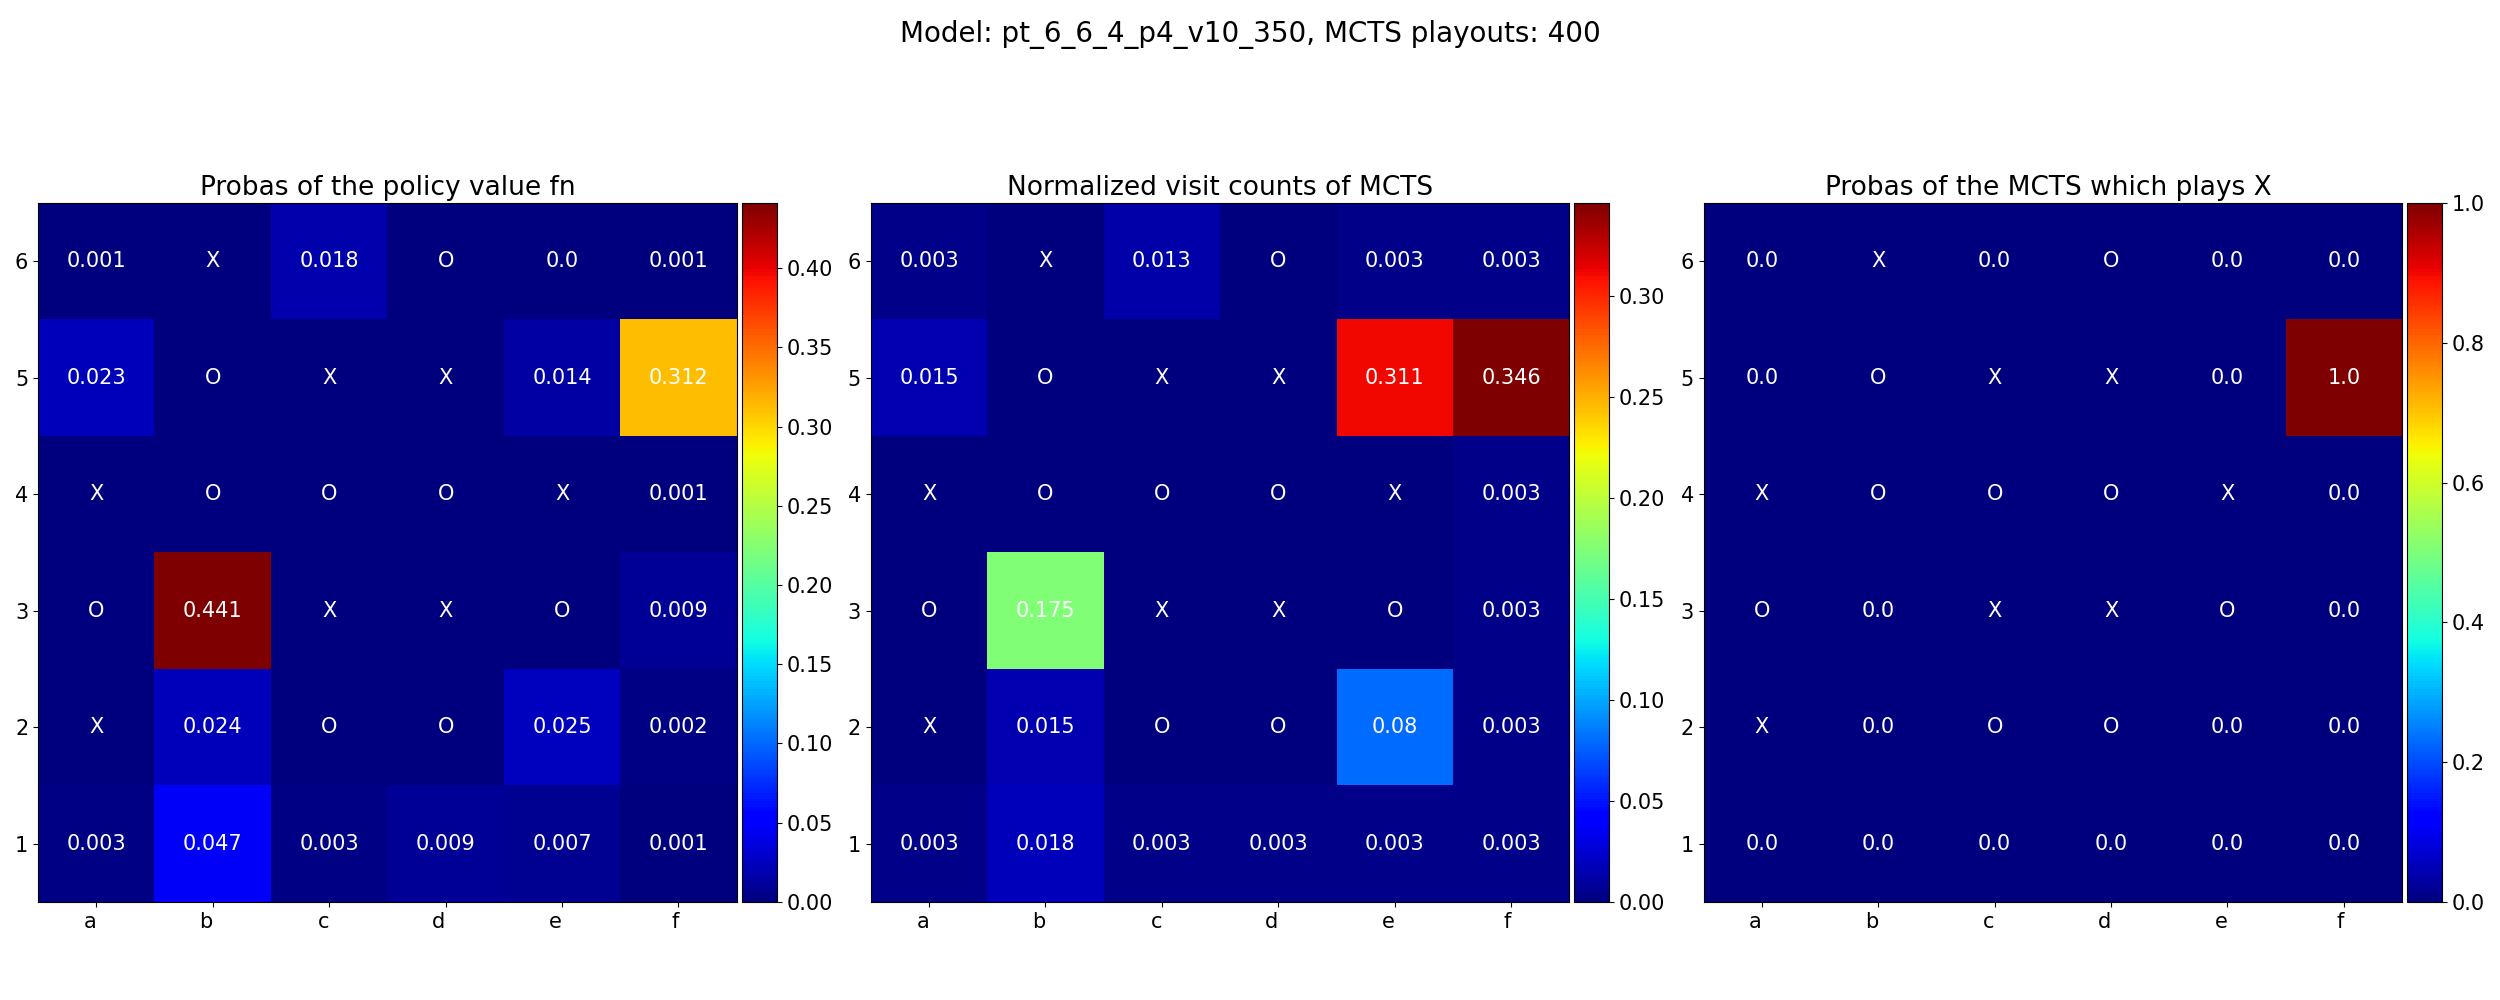 Model: pt_6_6_4_p4_v10_350, MCTS playouts: 400
Probas of the policy value fn
6 0.001 X 0.018 O 0.0 0.001
5 0.023 O X X 0.014 0.312
4 X O O O X 0.001
3 O 0.441 X X O 0.009
2 X 0.024 O O 0.025 0.002
1 0.003 0.047 0.003 0.009 0.007 0.001
a b c d e f
0.40
0.35
0.30
0.25
0.20
0.15
0.10
0.05
0.00
Normalized visit counts of MCTS
6 0.003 X 0.013 O 0.003 0.003
5 0.015 O X X 0.311 0.346
4 X O O O X 0.003
3 O 0.175 X X O 0.003
2 X 0.015 O O 0.08 0.003
1 0.003 0.018 0.003 0.003 0.003 0.003
a b c d e f
0.30
0.25
0.20
0.15
0.10
0.05
0.00
Probas of the MCTS which plays X
6 0.0 X 0.0 O 0.0 0.0
5 0.0 O X X 0.0 1.0
4 X O O O X 0.0
3 O 0.0 X X O 0.0
2 X 0.0 O O 0.0 0.0
1 0.0 0.0 0.0 0.0 0.0 0.0
a b c d e f
1.0
0.8
0.6
0.4
0.2
0.0